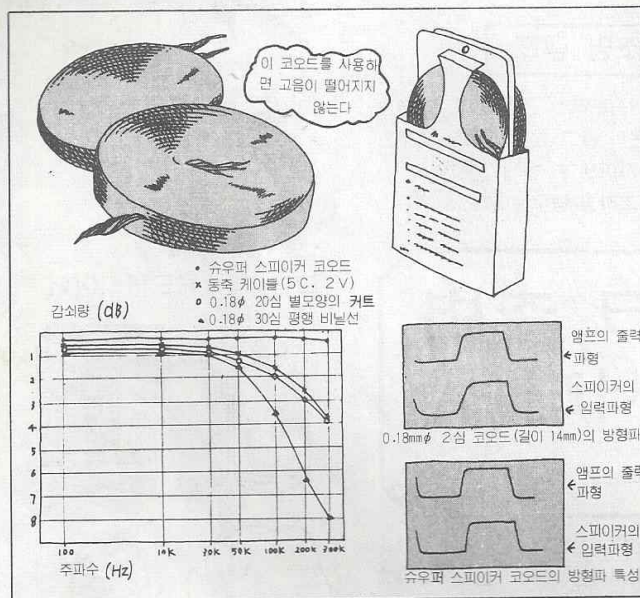 이 코오드를 사용하
면 고음이 떨어지지
않는다
• 슈우퍼 스피이커 코오드
× 동축 케이블(5C. 2V)
o 0.18φ 20심 별모양의 커트
▵ 0.18φ 30심 평행 비닐선
감쇠량 (dB)
1
2
3
4
5
6
7
8
100 10K 20K 50K 100K 200K 300K
주파수 (Hz)
앰프의 출력
파형
스피이커의
입력파형
0.18mmφ 2심 코오드(길이 14mm)의 방형파
앰프의 출력
파형
스피이커의
입력파형
슈우퍼 스피이커 코오드의 방형파 특성